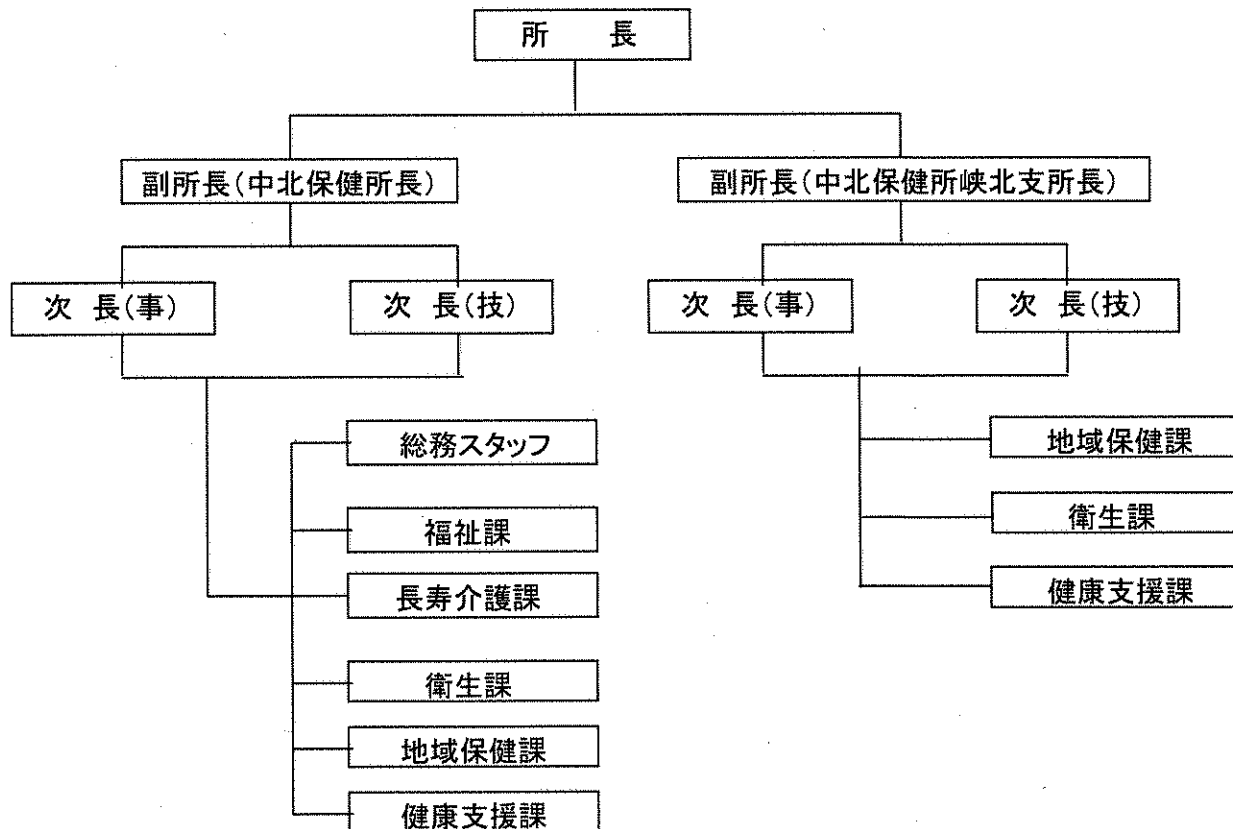 所　長
副所長(中北保健所長)
副所長(中北保健所峡北支所長)
次 長(事)
次 長(技)
次 長(事)
次 長(技)
総務スタッフ
福祉課
長寿介護課
衛生課
地域保健課
健康支援課
地域保健課
衛生課
健康支援課